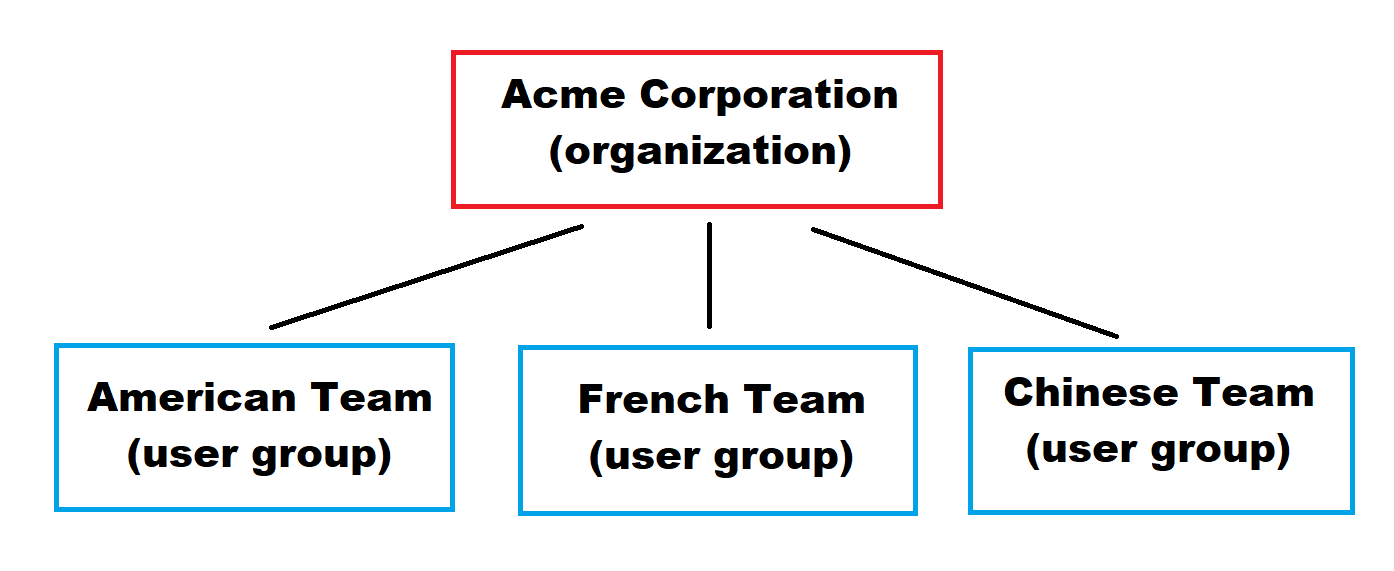 Acme Corporation
(organization)
American Team
(user group)
French Team
(user group)
Chinese Team
(user group)